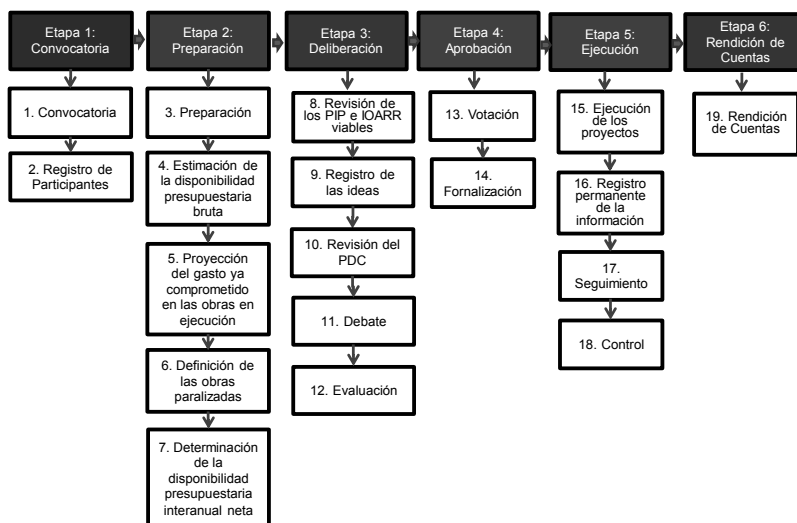 Etapa 1:
Convocatoria
Etapa 2:
Preparación
Etapa 3:
Deliberación
Etapa 4:
Aprobación
Etapa 5:
Ejecución
Etapa 6:
Rendición de
Cuentas
1. Convocatoria
2. Registro de
Participantes
3. Preparación
4. Estimación de
la disponibilidad
presupuestaria
bruta
5. Proyección
del gasto ya
comprometido
en las obras en
ejecución
6. Definición de
las obras
paralizadas
7. Determinación
de la
disponibilidad
presupuestaria
interanual neta
8. Revisión de
los PIP e IOARR
viables
9. Registro de
las ideas
10. Revisión del
PDC
11. Debate
12. Evaluación
13. Votación
14.
Fornalización
15. Ejecución
de los
proyectos
16. Registro
permanente
de la
información
17.
Seguimiento
18. Control
19. Rendición
de Cuentas